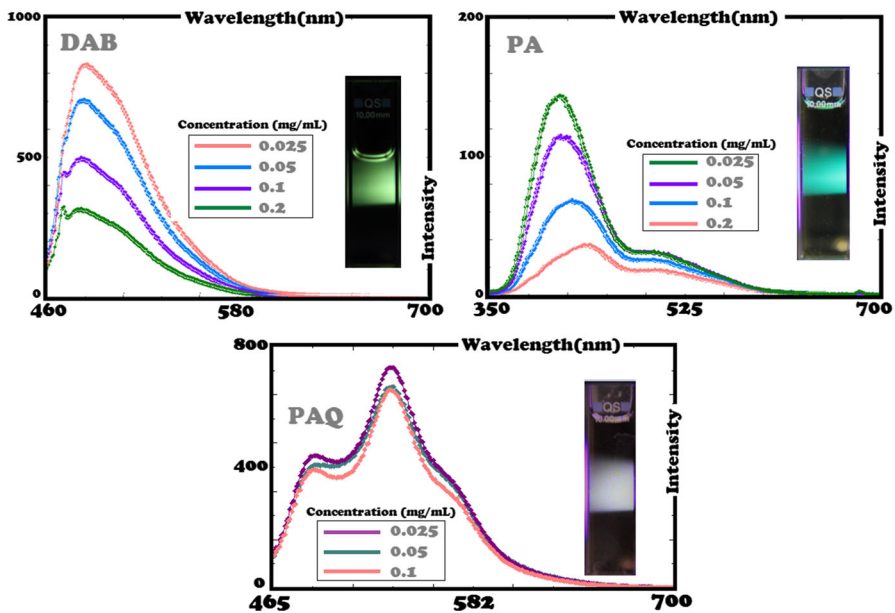 Wavelength(nm)
DAB
1000
500
0
460
580
700
Intensity
Concentration (mg/mL)
0.025
0.05
0.1
0.2
QS
10,00mm
Wavelength(nm)
PA
200
100
0
350
525
700
Intensity
Concentration (mg/mL)
0.025
0.05
0.1
0.2
QS
10,00mm
Wavelength(nm)
PAQ
800
400
0
465
582
700
Intensity
Concentration (mg/mL)
0.025
0.05
0.1
QS
10,00mm